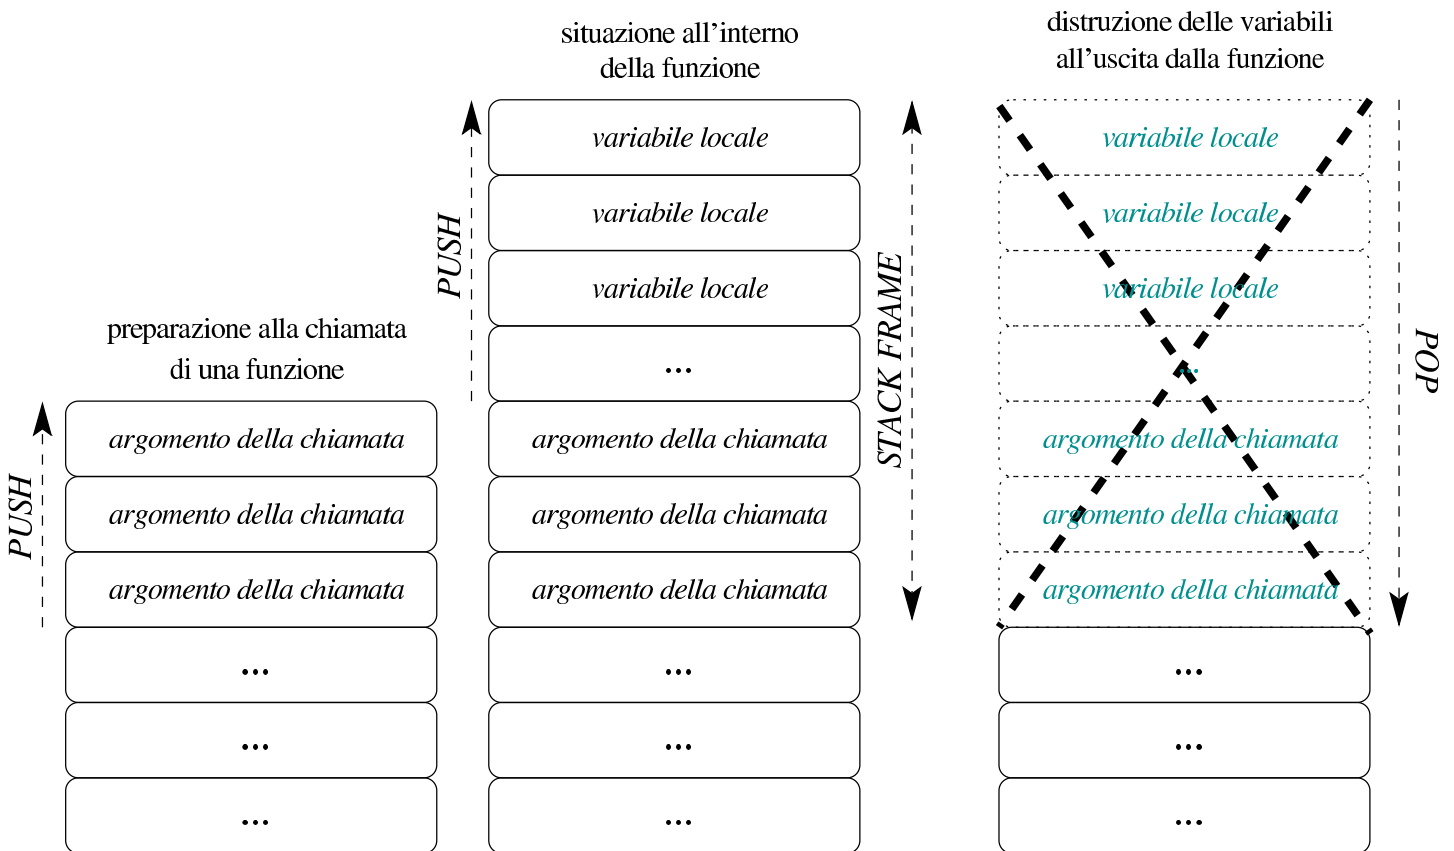 preparazione alla chiamata
di una funzione
PUSH
argomento della chiamata
argomento della chiamata
argomento della chiamata
...
...
...
situazione all'interno
della funzione
PUSH
variabile locale
variabile locale
variabile locale
...
argomento della chiamata
argomento della chiamata
argomento della chiamata
...
...
...
STACK FRAME
distruzione delle variabili
all'uscita dalla funzione
variabile locale
variabile locale
variabile locale
...
argomento della chiamata
argomento della chiamata
argomento della chiamata
...
...
...
POP